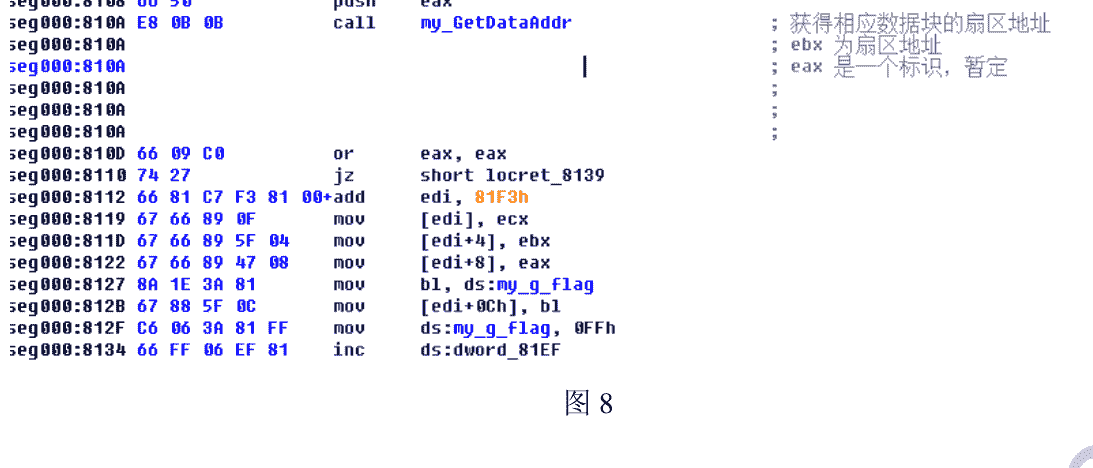 seg000:8108 66 50 push eax
seg000:810A E8 0B 0B call my_GetDataAddr ; 获得相应数据块的扇区地址
seg000:810A ; ebx 为扇区地址
seg000:810A ; eax 是一个标识，暂定
seg000:810A ;
seg000:810A ;
seg000:810A ;
seg000:810D 66 09 C0 or eax, eax
seg000:8110 74 27 jz short locret_8139
seg000:8112 66 81 C7 F3 81 00+add edi, 81F3h
seg000:8119 67 66 89 0F mov [edi], ecx
seg000:811D 67 66 89 5F 04 mov [edi+4], ebx
seg000:8122 67 66 89 47 08 mov [edi+8], eax
seg000:8127 8A 1E 3A 81 mov bl, ds:my_g_flag
seg000:812B 67 88 5F 0C mov [edi+0Ch], bl
seg000:812F C6 06 3A 81 FF mov ds:my_g_flag, 0FFh
seg000:8134 66 FF 06 EF 81 inc ds:dword_81EF
图 8